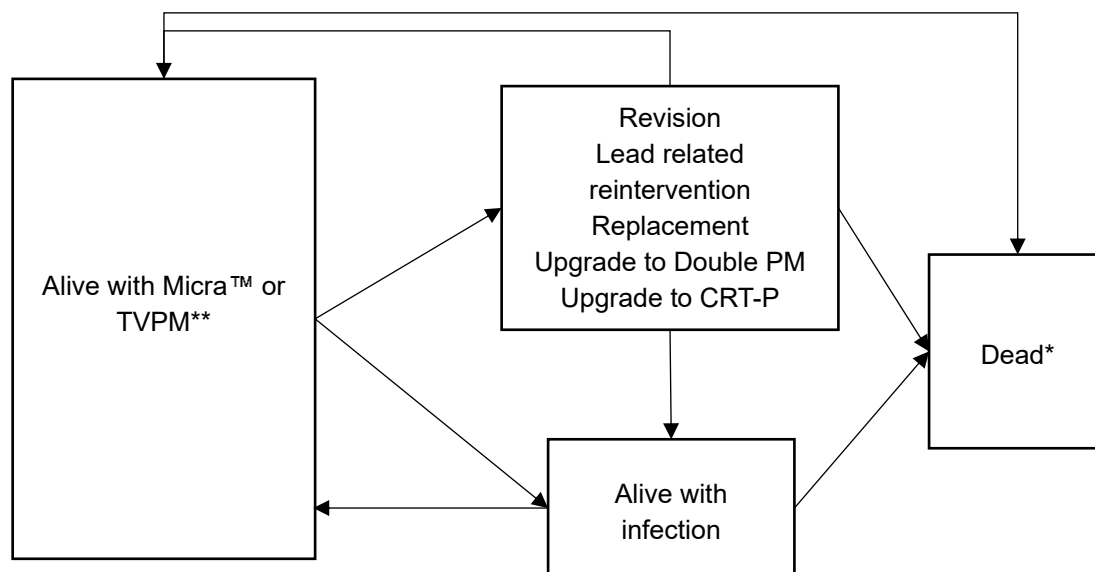 Revision
Lead related
reintervention
Replacement
Upgrade to Double PM
Upgrade to CRT-P
Alive with Micra™ or
TVPM**
Dead*
Alive with
infection